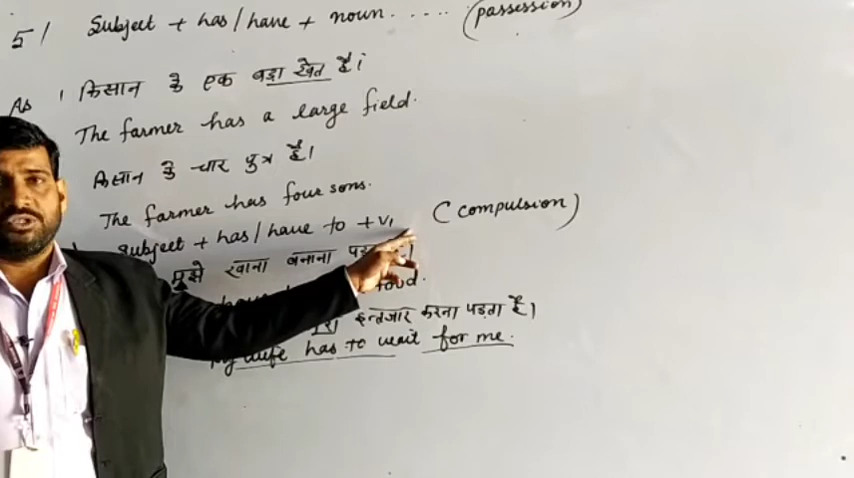 5/ Subject + has/have + noun..... (passession)
As 1 किसान के एक बड़ा खेत है।
The farmer has a large field.
किसान के चार पुत्र है।
The farmer has four sons.
Subject + has/have to + V1 (compulsion)
मुझे खाना बनाना
इन्तजार करना पड़ता है।
My wife has to wait for me.